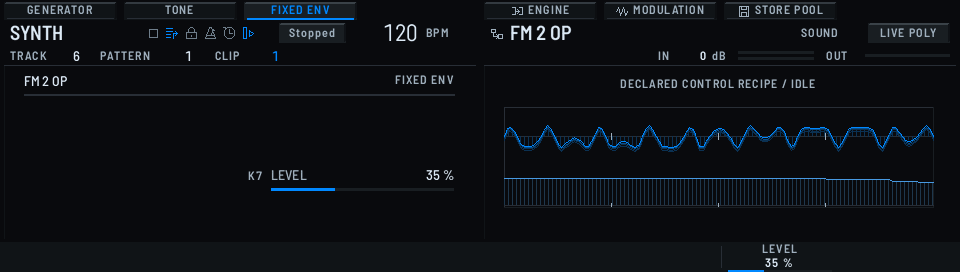 GENERATOR TONE FIXED ENV ENGINE MODULATION STORE POOL
SYNTH Stopped 120 BPM FM 2 OP SOUND LIVE POLY
TRACK 6 PATTERN 1 CLIP 1 IN 0 dB OUT
FM 2 OP FIXED ENV DECLARED CONTROL RECIPE / IDLE
K7 LEVEL 35 %
LEVEL
35 %